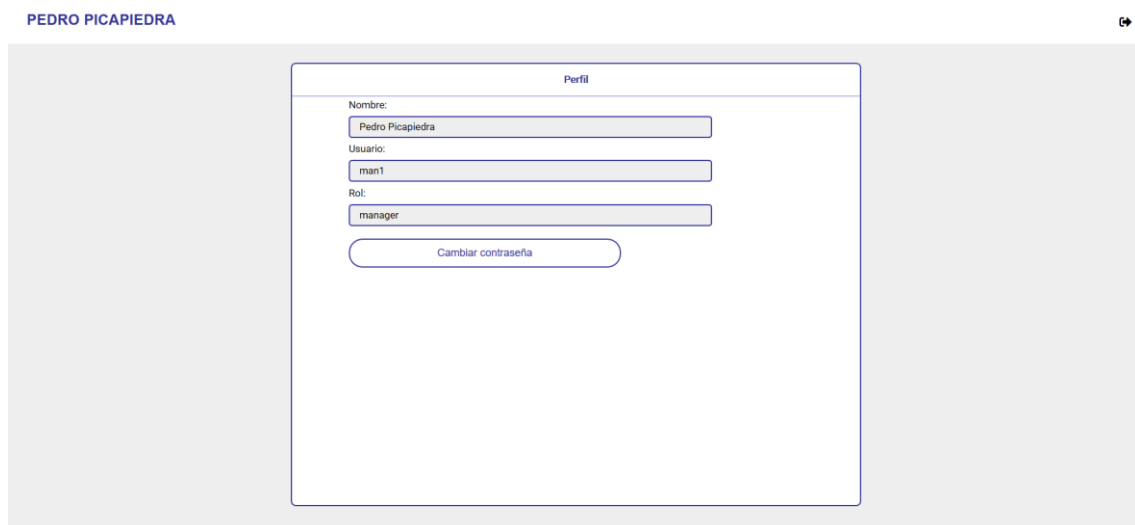 PEDRO PICAPIEDRA
Perfil
Nombre:
Pedro Picapiedra
Usuario:
man1
Rol:
manager
Cambiar contraseña